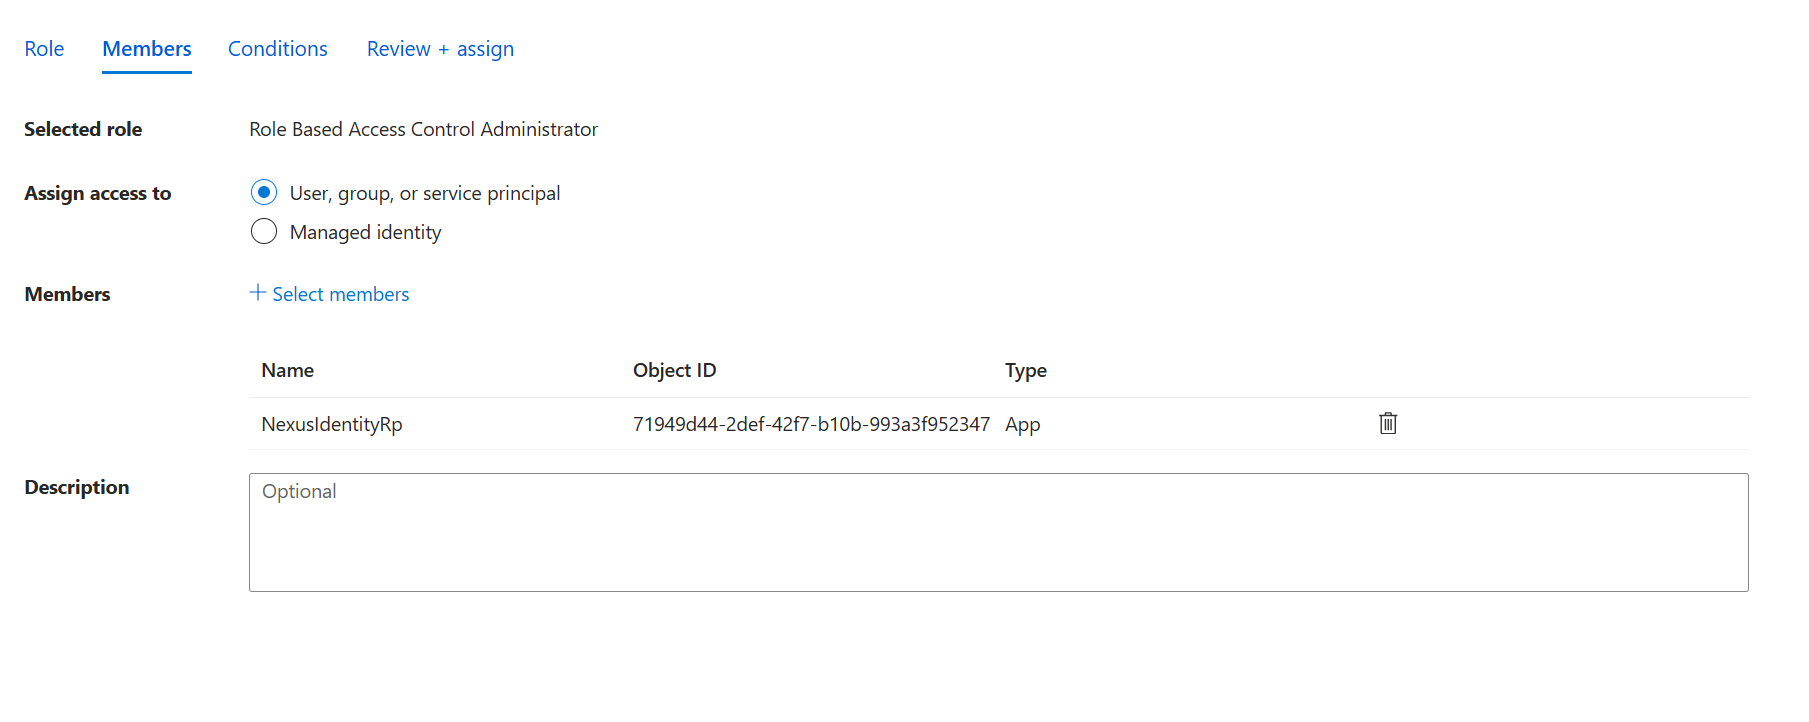 Role Members Conditions Review + assign
Selected role Role Based Access Control Administrator
Assign access to User, group, or service principal
Managed identity
Members + Select members
Name Object ID Type
NexusIdentityRp 71949d44-2def-42f7-b10b-993a3f952347 App
Description Optional